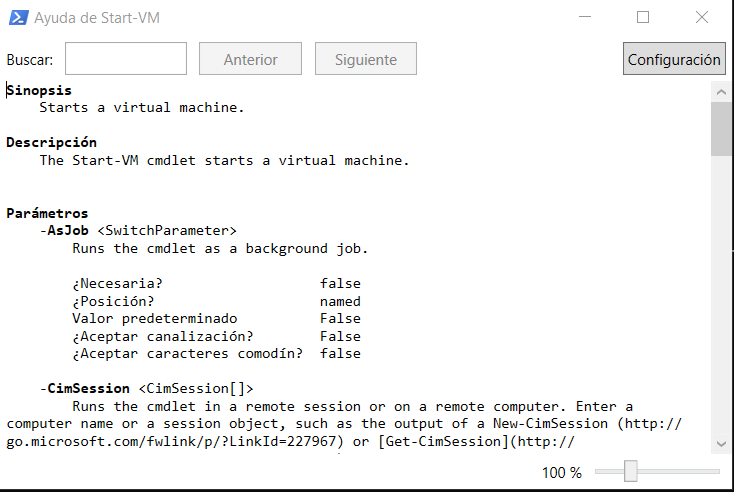 Ayuda de Start-VM
Buscar:
Anterior
Siguiente
Configuración
Sinopsis
Starts a virtual machine.
Descripción
The Start-VM cmdlet starts a virtual machine.
Parámetros
-AsJob <SwitchParameter>
Runs the cmdlet as a background job.
¿Necesaria? false
¿Posición? named
Valor predeterminado False
¿Aceptar canalización? False
¿Aceptar caracteres comodín? false
-CimSession <CimSession[]>
Runs the cmdlet in a remote session or on a remote computer. Enter a
computer name or a session object, such as the output of a New-CimSession (http://
go.microsoft.com/fwlink/p/?LinkId=227967) or [Get-CimSession](http://
100 %